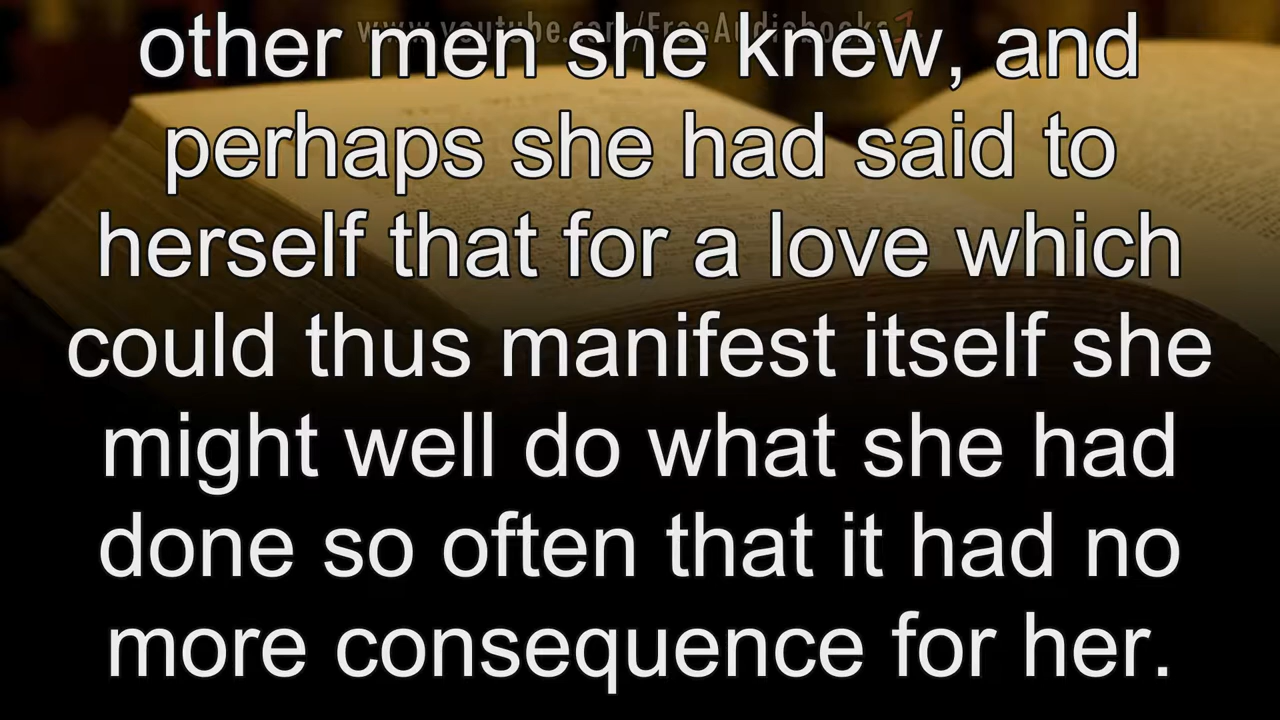 www.youtube.com/FreeAudiobooks1
other men she knew, and
perhaps she had said to
herself that for a love which
could thus manifest itself she
might well do what she had
done so often that it had no
more consequence for her.